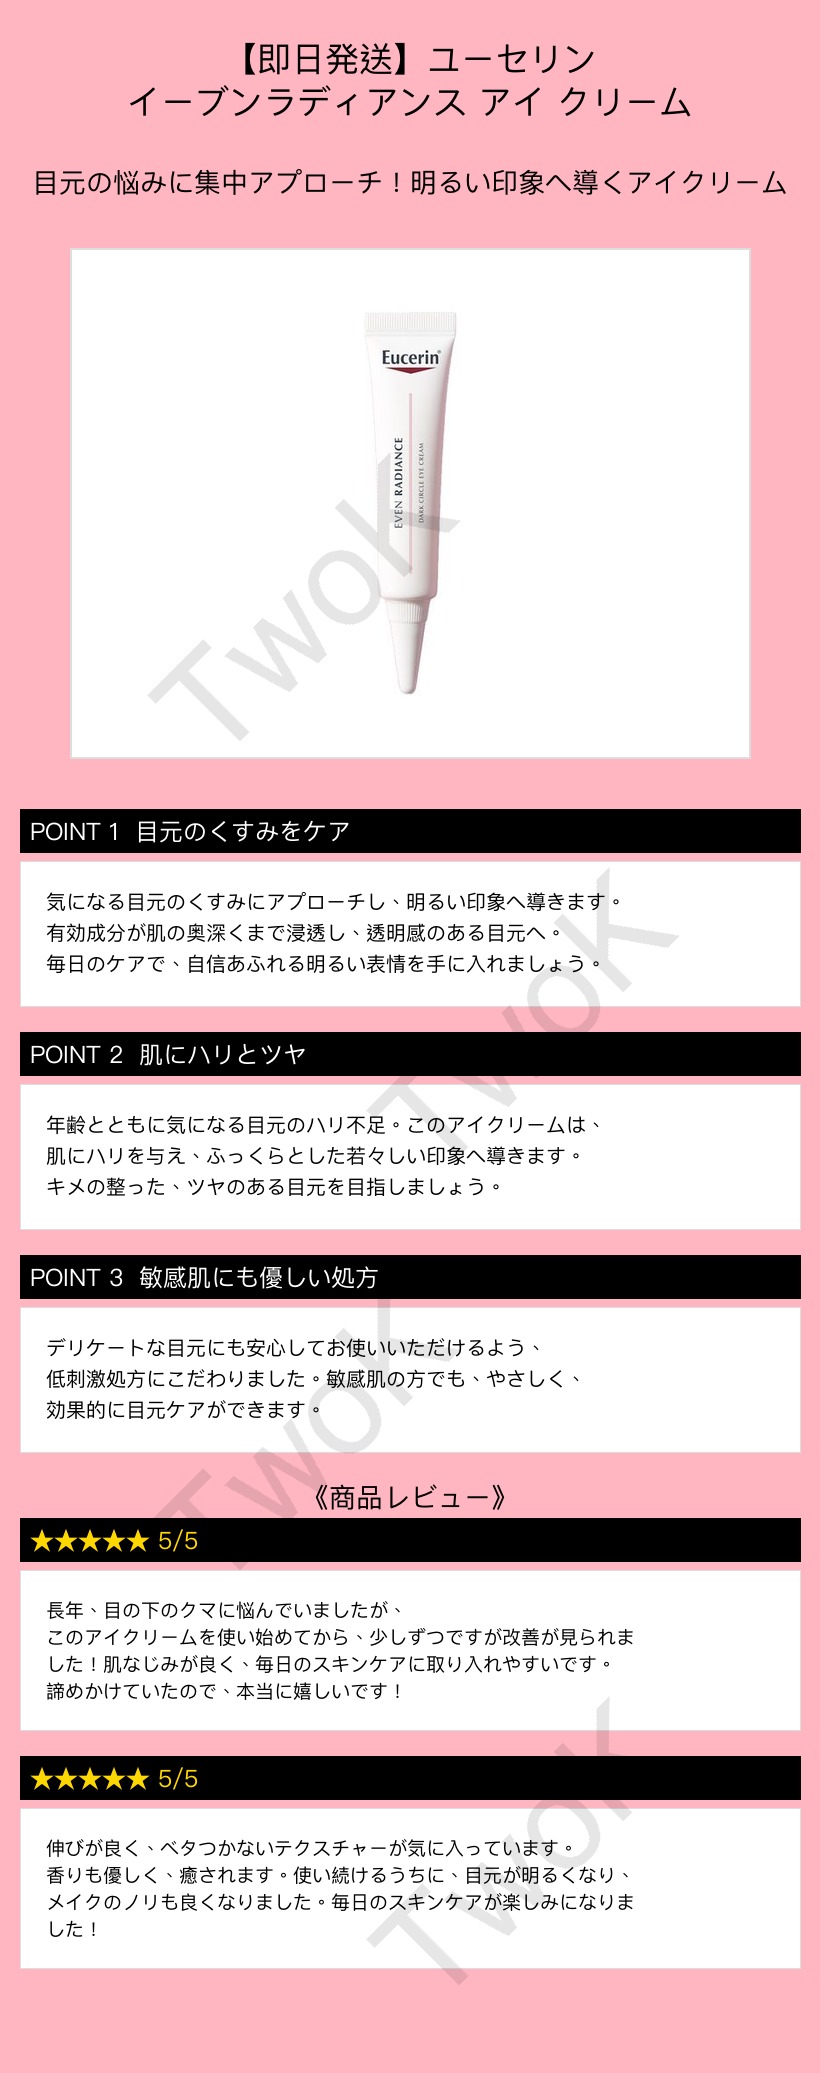 【即日発送】ユーセリン
イーブンラディアンス アイ クリーム
目元の悩みに集中アプローチ！明るい印象へ導くアイクリーム
Eucerin®
EVEN RADIANCE
DARK CIRCLE EYE CREAM
TwoK
POINT 1 目元のくすみをケア
気になる目元のくすみにアプローチし、明るい印象へ導きます。
有効成分が肌の奥深くまで浸透し、透明感のある目元へ。
毎日のケアで、自信あふれる明るい表情を手に入れましょう。
TwoK
POINT 2 肌にハリとツヤ
年齢とともに気になる目元のハリ不足。このアイクリームは、
肌にハリを与え、ふっくらとした若々しい印象へ導きます。
キメの整った、ツヤのある目元を目指しましょう。
POINT 3 敏感肌にも優しい処方
デリケートな目元にも安心してお使いいただけるよう、
低刺激処方にこだわりました。敏感肌の方でも、やさしく、
効果的に目元ケアができます。
TwoK
《商品レビュー》
★★★★★ 5/5
長年、目の下のクマに悩んでいましたが、
このアイクリームを使い始めてから、少しずつですが改善が見られま
した！肌なじみが良く、毎日のスキンケアに取り入れやすいです。
諦めかけていたので、本当に嬉しいです！
★★★★★ 5/5
伸びが良く、ベタつかないテクスチャーが気に入っています。
香りも優しく、癒されます。使い続けるうちに、目元が明るくなり、
メイクのノリも良くなりました。毎日のスキンケアが楽しみになりま
した！
TwoK